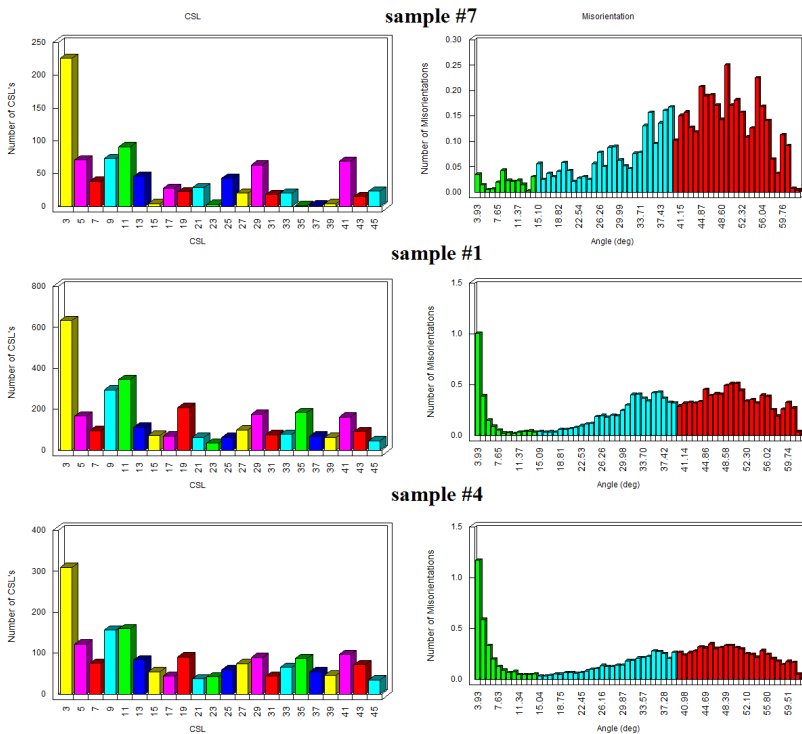 sample #7
CSL
Misorientation
250
200
150
100
50
0
Number of CSL's
3 5 7 9 11 13 15 17 19 21 23 25 27 29 31 33 35 37 39 41 43 45
CSL
0.30
0.25
0.20
0.15
0.10
0.05
0.00
Number of Misorientations
3.93 7.65 11.37 15.10 18.82 22.54 26.26 29.99 33.71 37.43 41.15 44.87 48.60 52.32 56.04 59.76
Angle (deg)
sample #1
800
600
400
200
0
Number of CSL's
3 5 7 9 11 13 15 17 19 21 23 25 27 29 31 33 35 37 39 41 43 45
CSL
1.5
1.0
0.5
0.0
Number of Misorientations
3.93 7.65 11.37 15.09 18.81 22.53 26.26 29.98 33.70 37.42 41.14 44.86 48.58 52.30 56.02 59.74
Angle (deg)
sample #4
400
300
200
100
0
Number of CSL's
3 5 7 9 11 13 15 17 19 21 23 25 27 29 31 33 35 37 39 41 43 45
CSL
1.5
1.0
0.5
0.0
Number of Misorientations
3.93 7.63 11.34 15.04 18.75 22.45 26.16 29.87 33.57 37.28 40.98 44.69 48.39 52.10 55.80 59.51
Angle (deg)